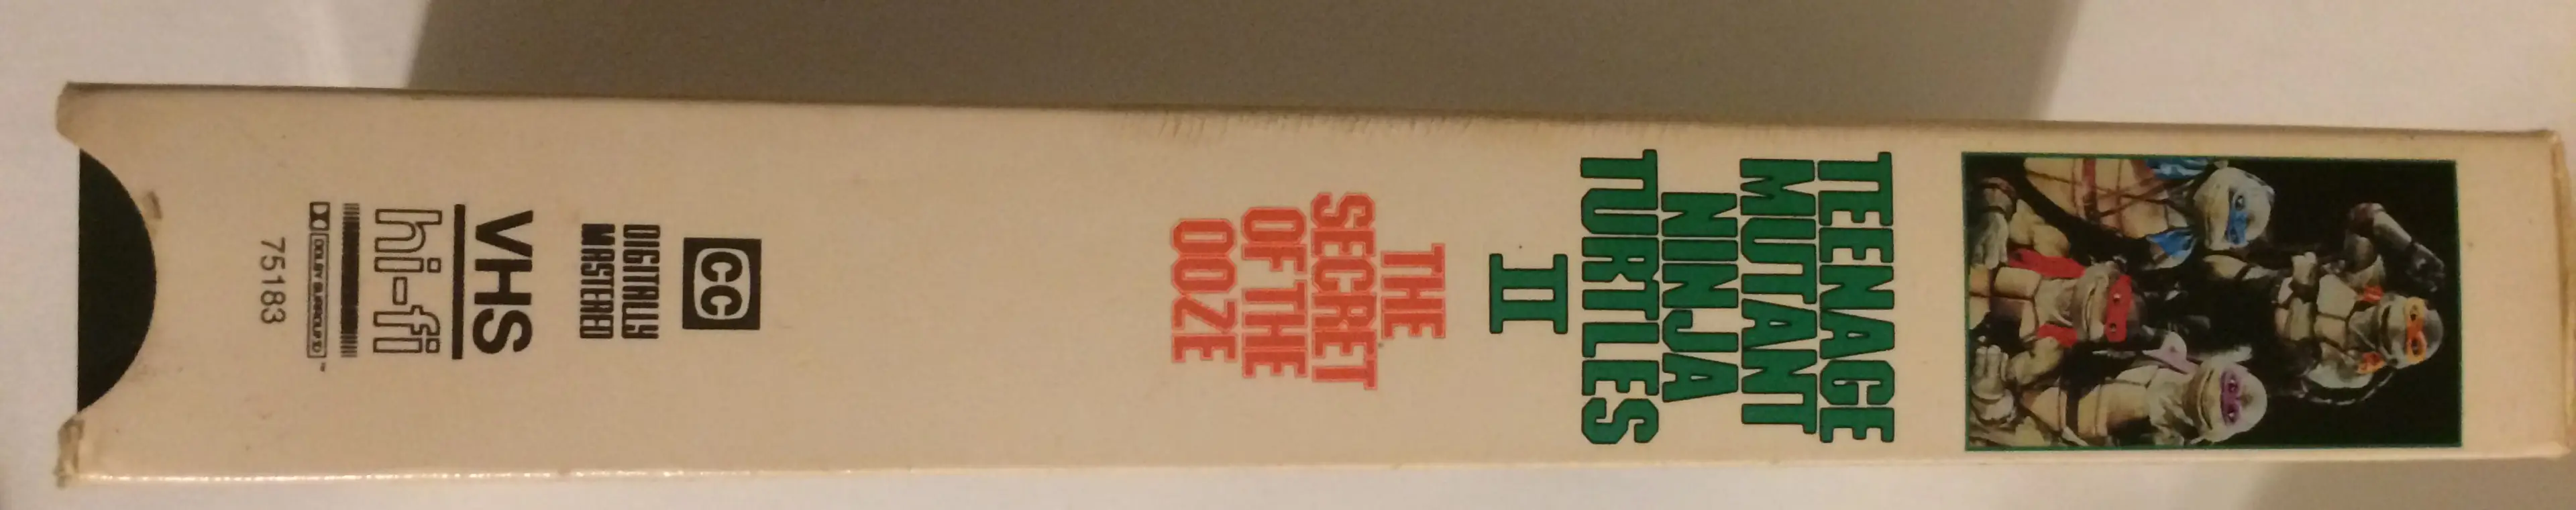 TEENAGE
MUTANT
NINJA
TURTLES
II
THE
SECRET
OF THE
OOZE
CC
DIGITALLY
MASTERED
VHS
hi-fi
DOLBY SURROUND
™
75183